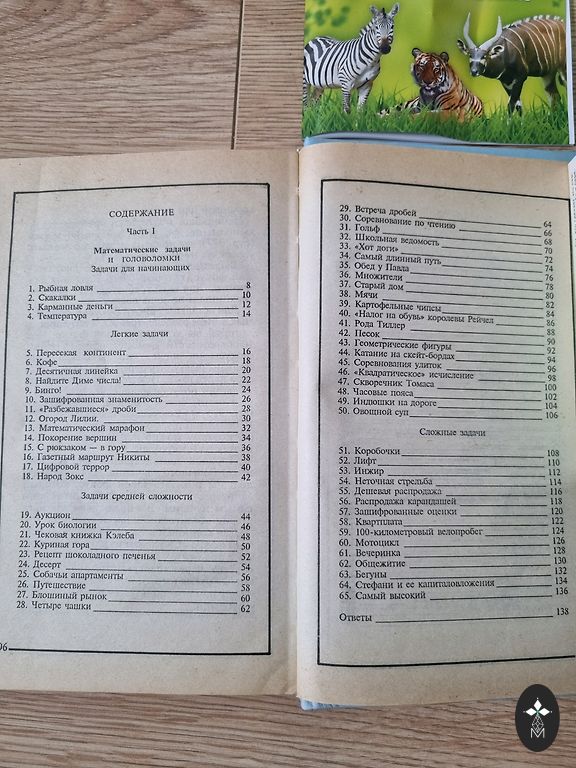 СОДЕРЖАНИЕ
Часть I
Математические задачи
и головоломки
Задачи для начинающих
1. Рыбная ловля 8
2. Скакалки 10
3. Карманные деньги 12
4. Температура 14
Легкие задачи
5. Пересекая континент 16
6. Кофе 18
7. Десятичная линейка 20
8. Найдите Диме числа! 22
9. Бинго! 24
10. Зашифрованная знаменитость 26
11. «Разбежавшиеся» дроби 28
12. Огород Лилии. 30
13. Математический марафон 32
14. Покорение вершин 34
15. С рюкзаком — в гору 36
16. Газетный маршрут Никиты 38
17. Цифровой террор 40
18. Народ Зокс 42
Задачи средней сложности
19. Аукцион 44
20. Урок биологии 46
21. Чековая книжка Кэлеба 48
22. Куриная гора 50
23. Рецепт шоколадного печенья 52
24. Десерт 54
25. Собачьи апартаменты 56
26. Путешествие 58
27. Блошиный рынок 60
28. Четыре чашки 62
29. Встреча дробей 64
30. Соревнование по чтению 66
31. Гольф 68
32. Школьная ведомость 70
33. «Хот доги» 72
34. Самый длинный путь 74
35. Обед у Павла 76
36. Множители 78
37. Старый дом 80
38. Мячи 82
39. Картофельные чипсы 84
40. «Налог на обувь» королевы Рейчел 86
41. Рода Тиллер 88
42. Песок 90
43. Геометрические фигуры 92
44. Катание на скейт-бордах 94
45. Соревнования улиток 96
46. «Квадратическое» исчисление 98
47. Скворечник Томаса 100
48. Часовые пояса 102
49. Индюшки на дороге 104
50. Овощной суп 106
Сложные задачи
51. Коробочки 108
52. Лифт 110
53. Инжир 112
54. Неточная стрельба 114
55. Дешевая распродажа 116
56. Распродажа карандашей 118
57. Зашифрованные оценки 120
58. Квартплата 122
59. 100-километровый велопробег 124
60. Мотоцикл 126
61. Вечеринка 128
62. Общежитие 130
63. Бегуны 132
64. Стефани и ее капиталовложения 134
65. Самый высокий 136
Ответы 138
M